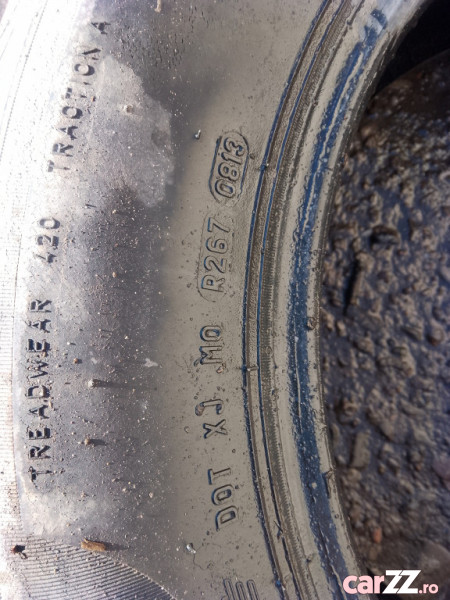 TREADWEAR 420 TRACTION A
DOT XJ MO R267 0813
carZZ.ro